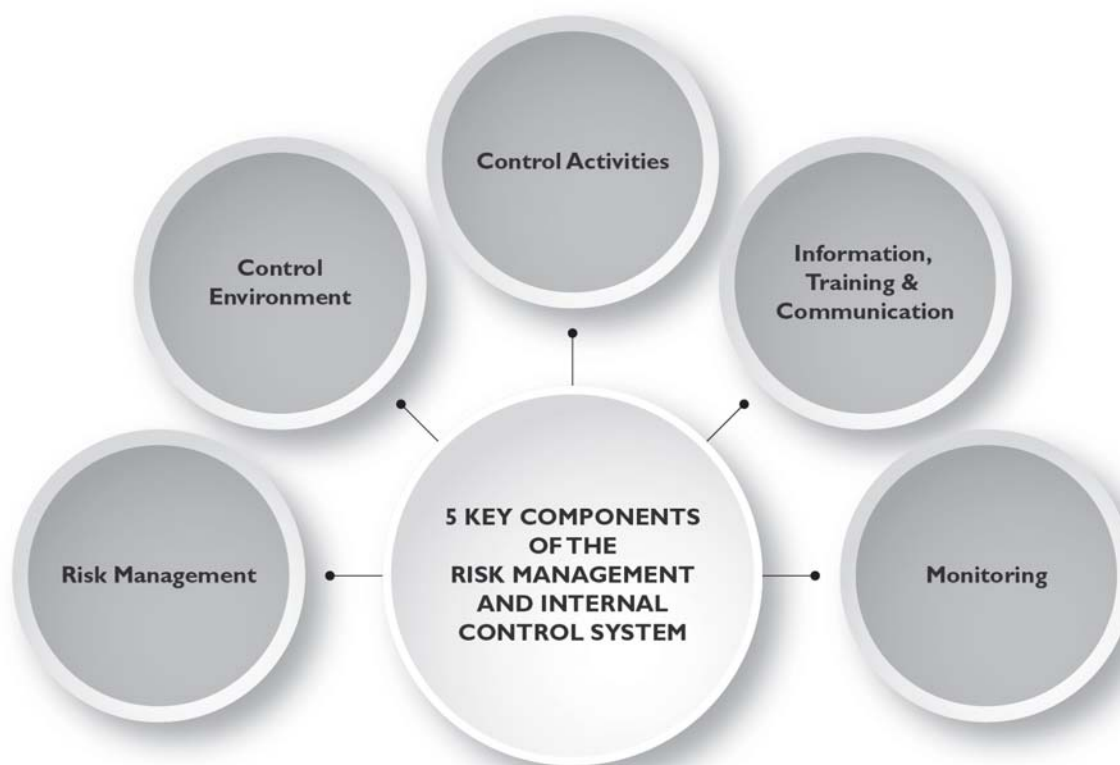 Control Activities
Control
Environment
Information,
Training &
Communication
Risk Management
5 KEY COMPONENTS
OF THE
RISK MANAGEMENT
AND INTERNAL
CONTROL SYSTEM
Monitoring